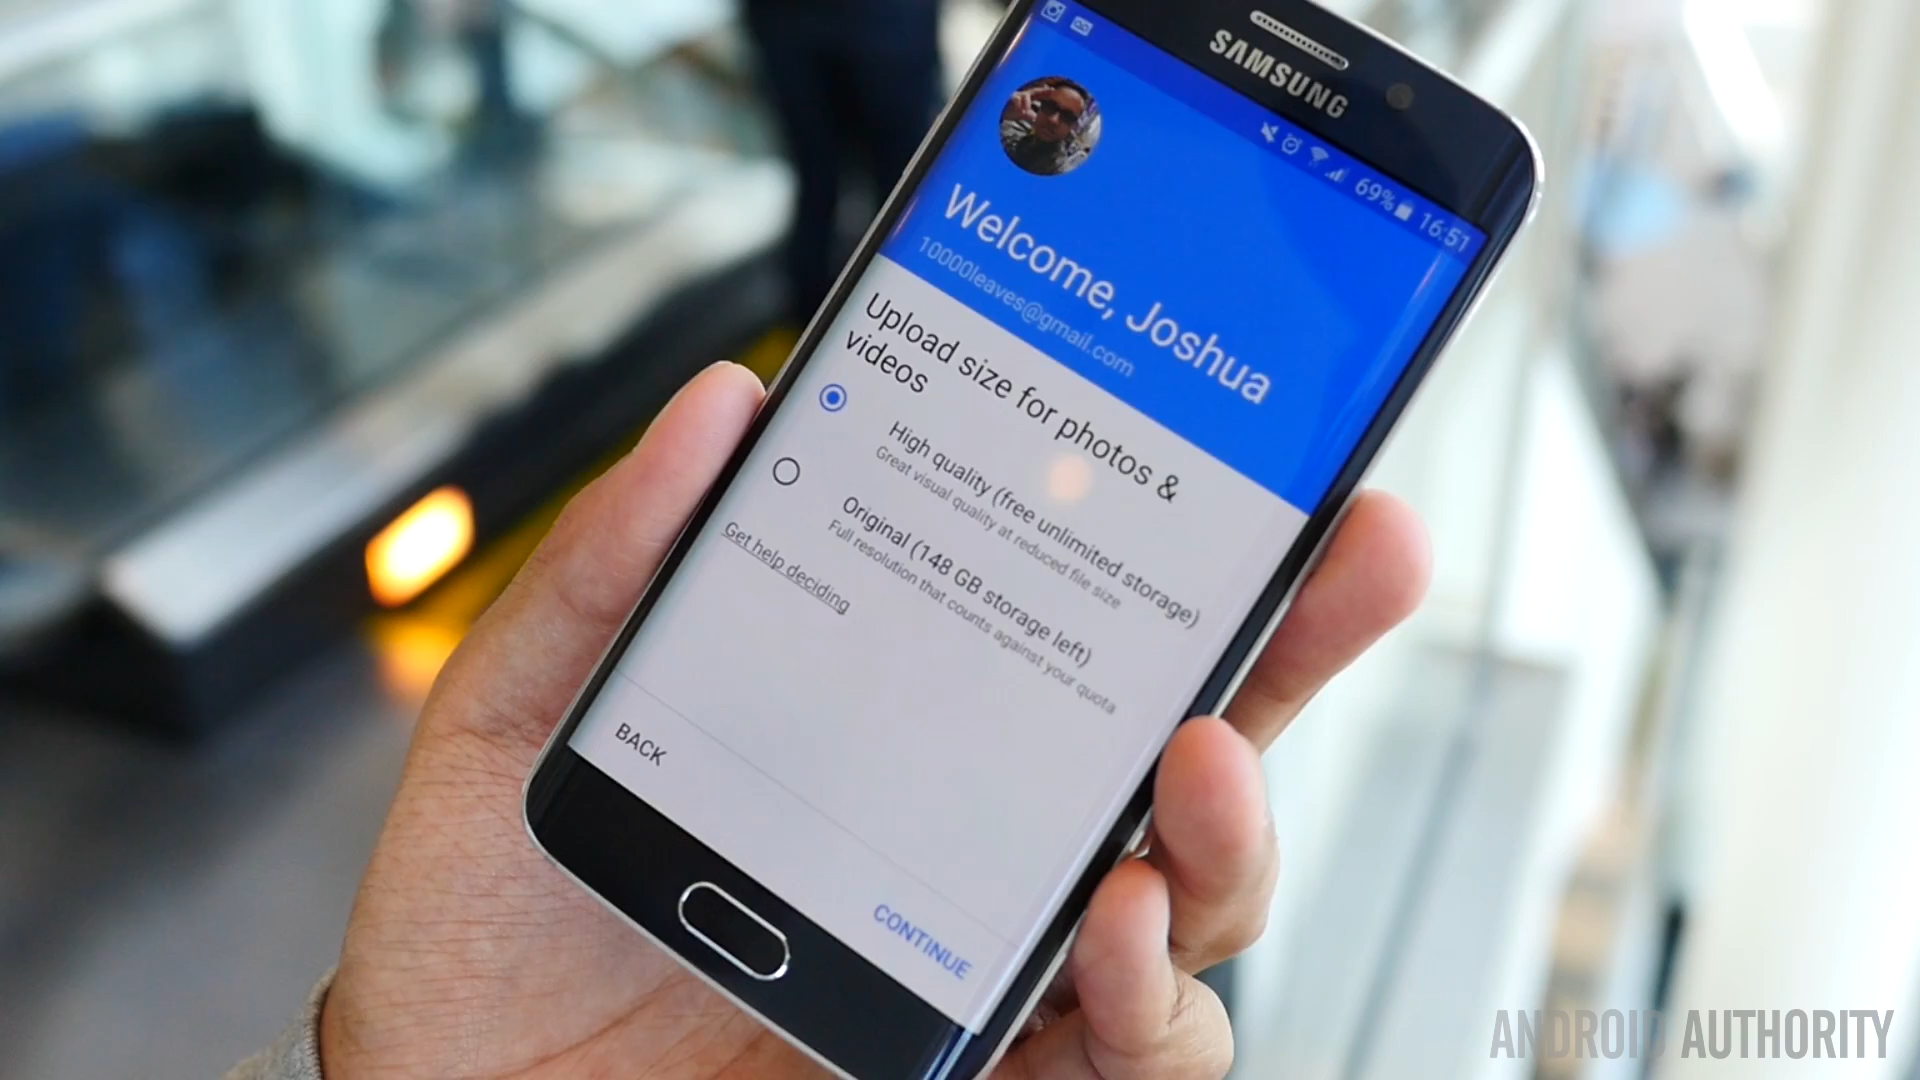 SAMSUNG
69% 16:51
Welcome, Joshua
10000leaves@gmail.com
Upload size for photos &
videos
High quality (free unlimited storage)
Great visual quality at reduced file size
Original (148 GB storage left)
Full resolution that counts against your quota
Get help deciding
BACK
CONTINUE
ANDROID AUTHORITY